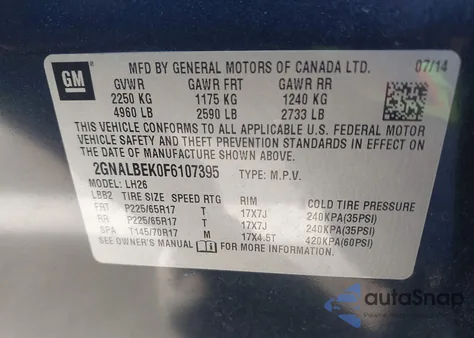 GM
MFD BY GENERAL MOTORS OF CANADA LTD. 07/14
GVWR GAWR FRT GAWR RR
2250 KG 1175 KG 1240 KG
4960 LB 2590 LB 2733 LB
THIS VEHICLE CONFORMS TO ALL APPLICABLE U.S. FEDERAL MOTOR
VEHICLE SAFETY AND THEFT PREVENTION STANDARDS IN EFFECT ON
THE DATE OF MANUFACTURE SHOWN ABOVE.
2GNALBEK0F6107395 TYPE: M.P.V.
MODEL: LH26
LBB2 TIRE SIZE SPEED RTG RIM COLD TIRE PRESSURE
FRT P225/65R17 T 17X7J 240KPA(35PSI)
RR P225/65R17 T 17X7J 240KPA(35PSI)
SPA T145/70R17 M 17X4.5T 420KPA(60PSI)
SEE OWNER'S MANUAL FOR MORE INFORMATION.
autoSnap